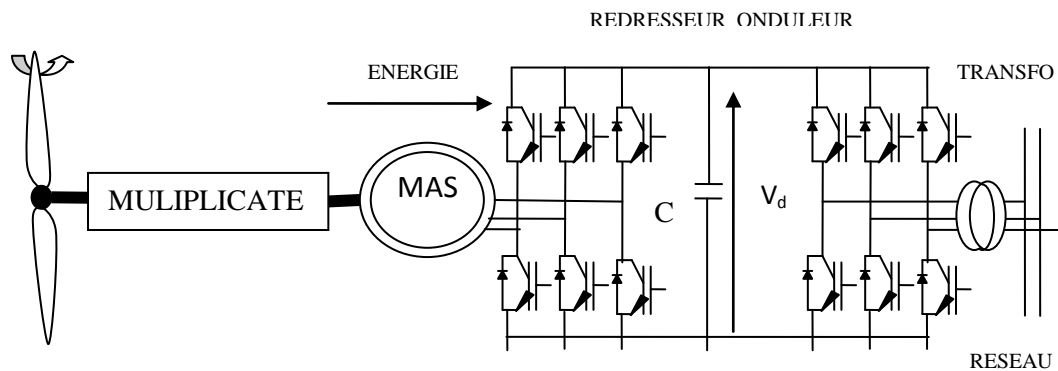 REDRESSEUR ONDULEUR
ENERGIE
TRANSFO
MULIPLICATE
MAS
C
Vd
RESEAU